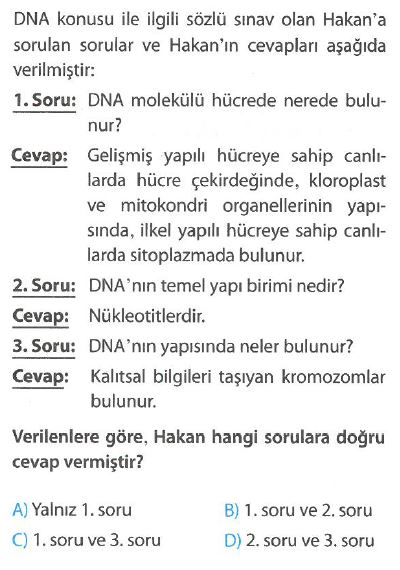 DNA konusu ile ilgili sözlü sınav olan Hakan'a
sorulan sorular ve Hakan'ın cevapları aşağıda
verilmiştir:
1. Soru: DNA molekülü hücrede nerede bulu-
nur?
Cevap: Gelişmiş yapılı hücreye sahip canlı-
larda hücre çekirdeğinde, kloroplast
ve mitokondri organellerinin yapı-
sında, ilkel yapılı hücreye sahip canlı-
larda sitoplazmada bulunur.
2. Soru: DNA'nın temel yapı birimi nedir?
Cevap: Nükleotitlerdir.
3. Soru: DNA'nın yapısında neler bulunur?
Cevap: Kalıtsal bilgileri taşıyan kromozomlar
bulunur.
Verilenlere göre, Hakan hangi sorulara doğru
cevap vermiştir?
A) Yalnız 1. soru B) 1. soru ve 2. soru
C) 1. soru ve 3. soru D) 2. soru ve 3. soru